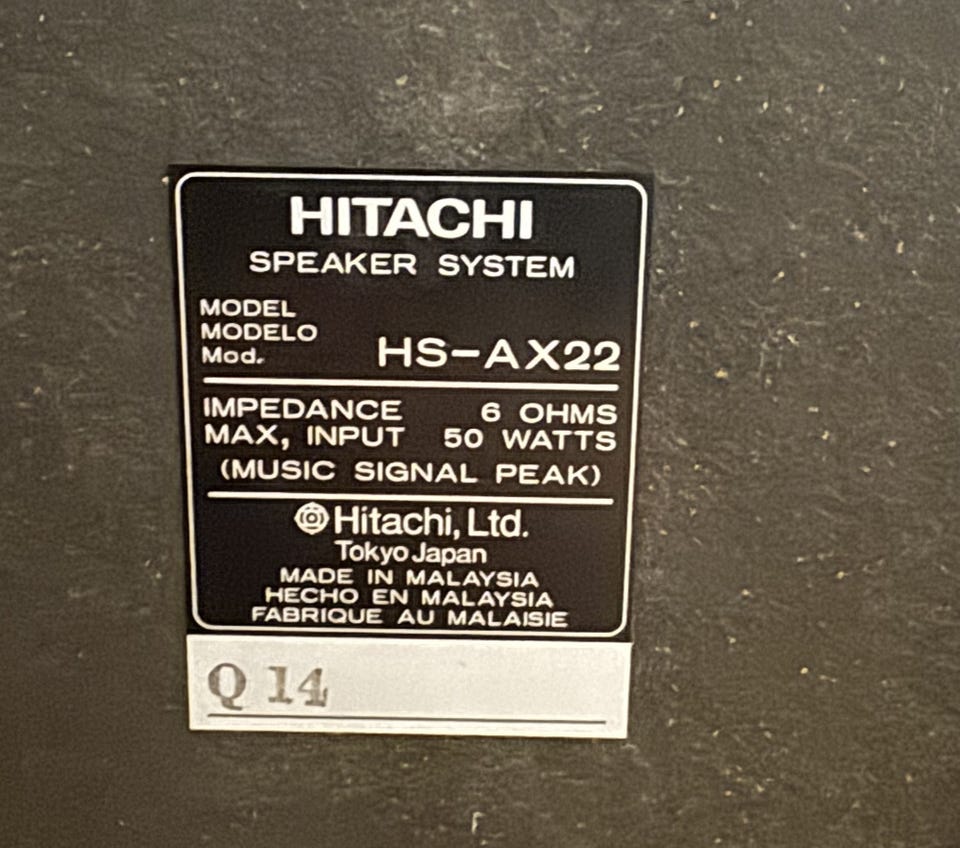 HITACHI
SPEAKER SYSTEM
MODEL
MODELO
Mod. HS-AX22
IMPEDANCE 6 OHMS
MAX, INPUT 50 WATTS
(MUSIC SIGNAL PEAK)
Hitachi, Ltd.
Tokyo Japan
MADE IN MALAYSIA
HECHO EN MALAYSIA
FABRIQUE AU MALAISIE
Q 14